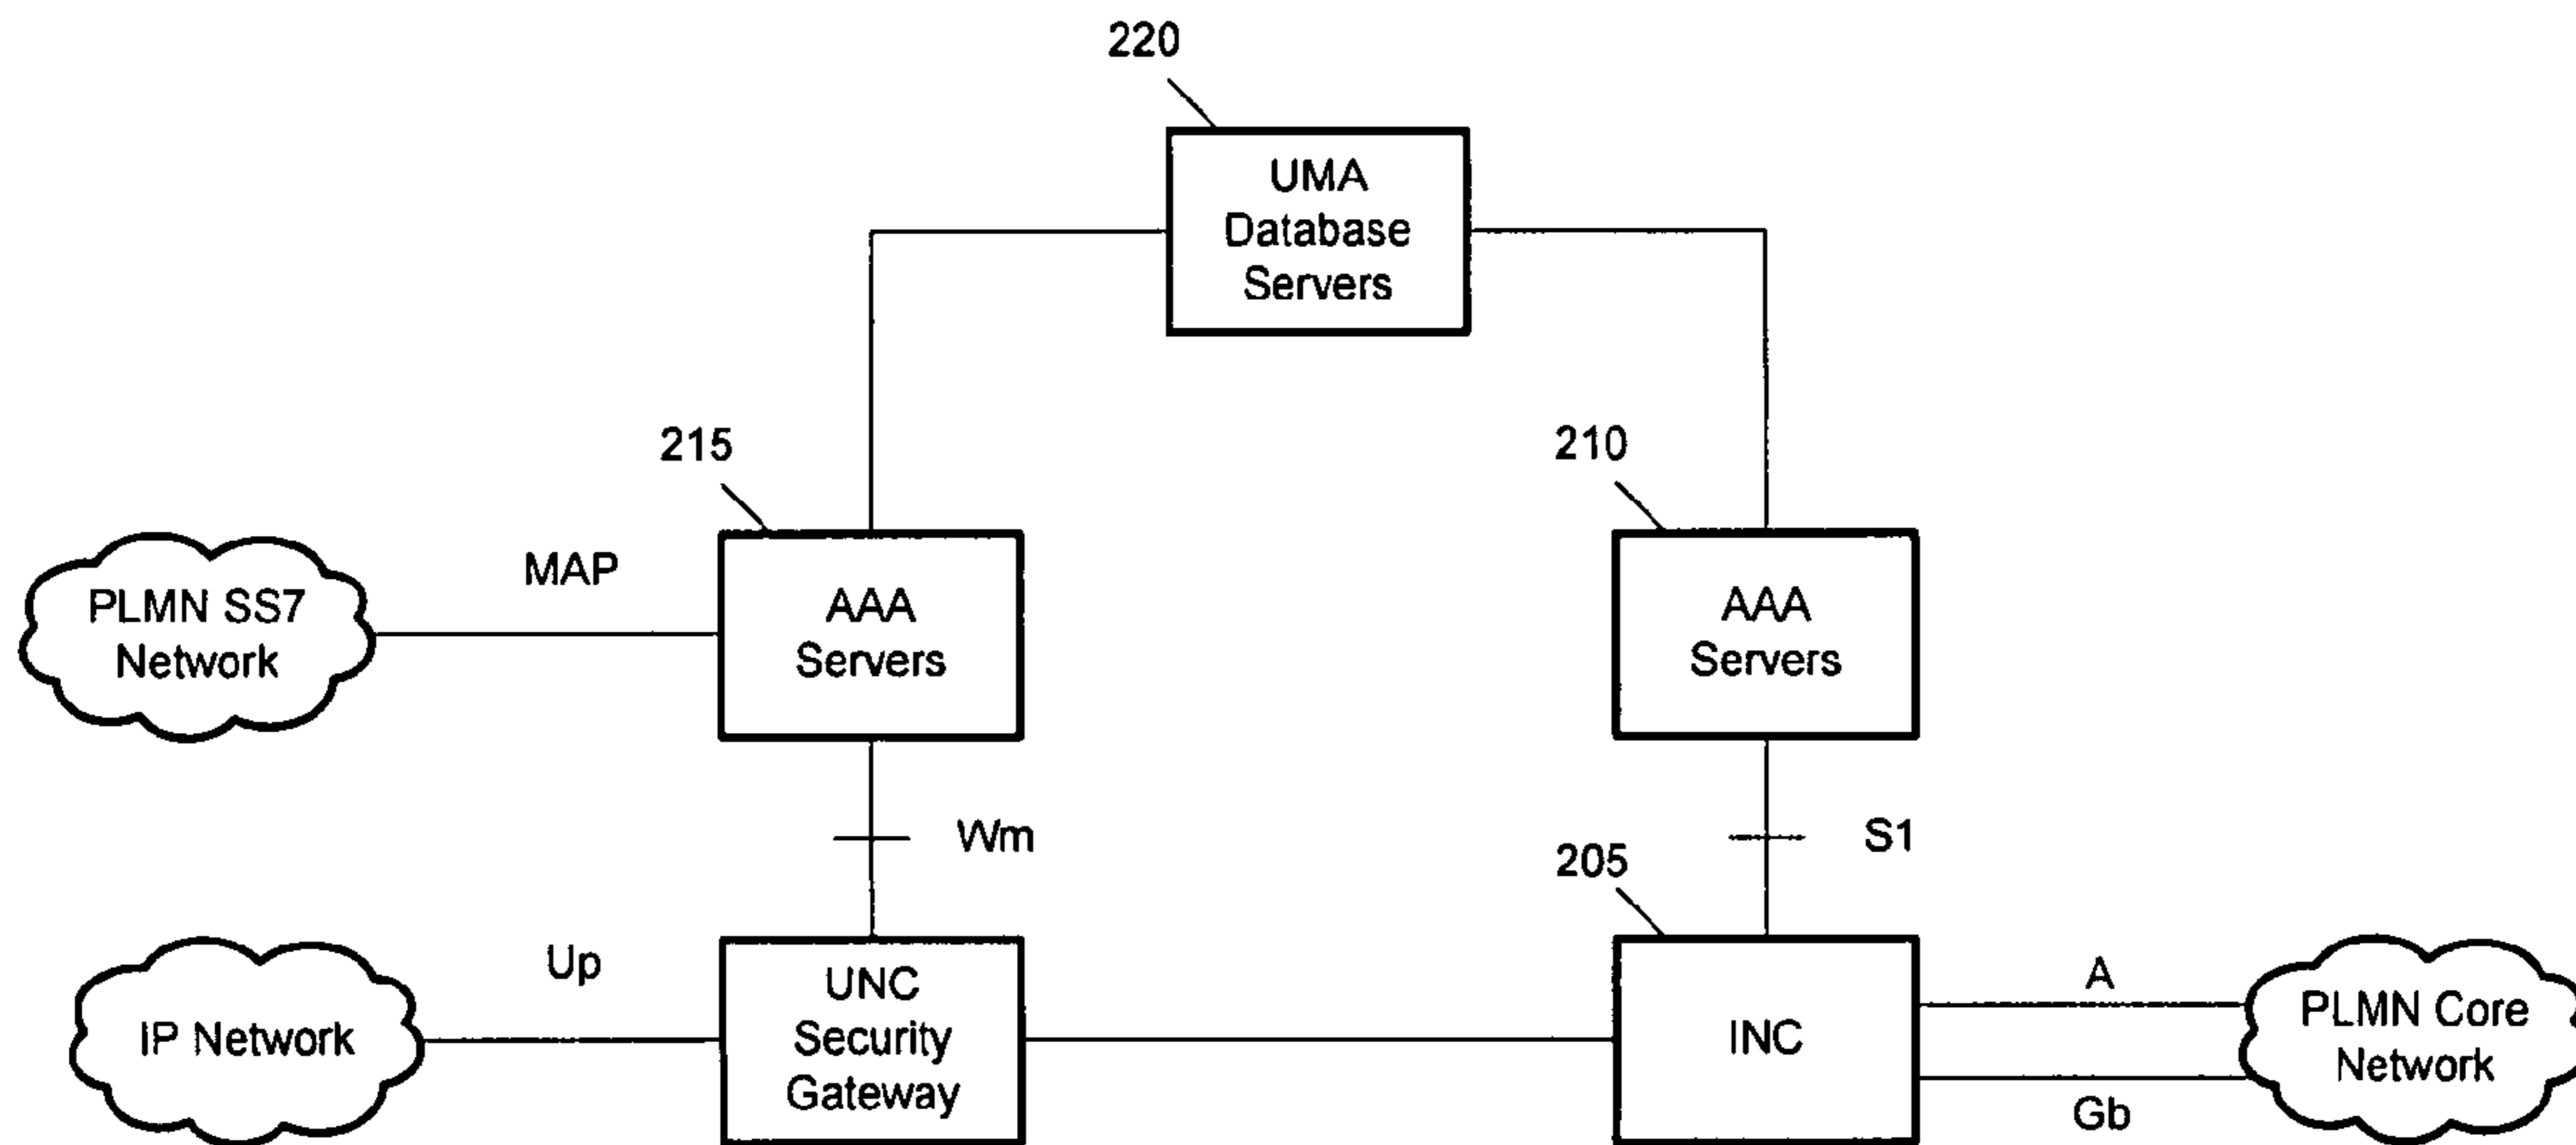 220
UMA
Database
Servers
215
210
MAP
PLMN SS7
Network
AAA
Servers
AAA
Servers
Wm
S1
205
Up
IP Network
UNC
Security
Gateway
INC
A
Gb
PLMN Core
Network